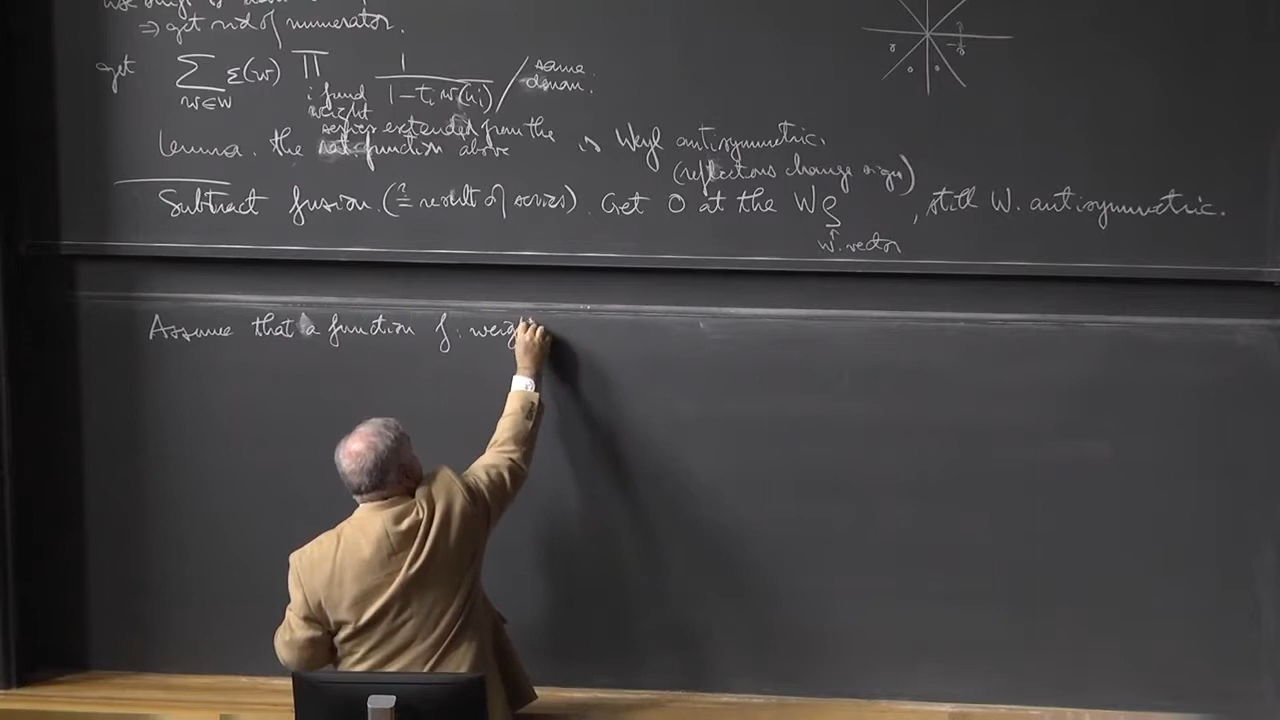 ⇒ get rid of numerator.
get Σ ε(w) Π 1 / same
w∈W i fund 1 − tᵢ w(uᵢ) denom.
weight
series extended from the
Lemma. the function above is Weyl antisymmetric.
(reflections change sign)
Subtract fusion (= result of series). Get 0 at the Wρ, still W. antisymmetric.
?
w. vector
Assume that a function f: weig